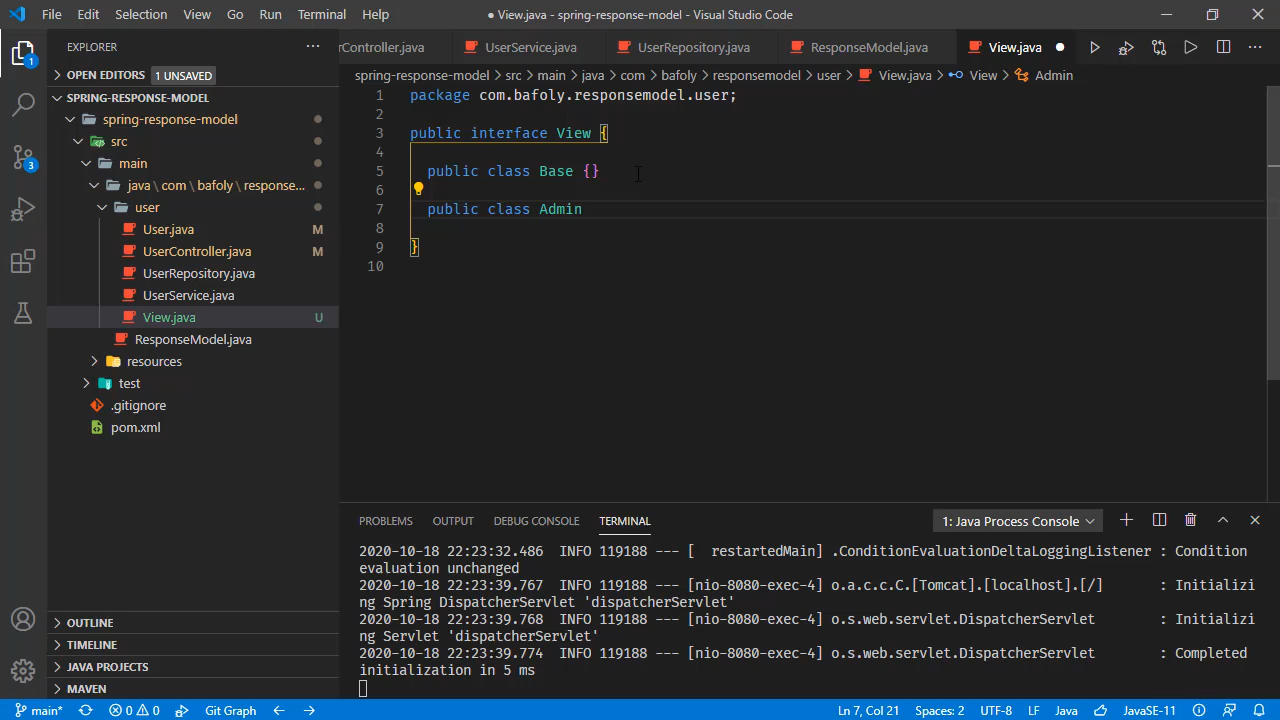 File Edit Selection View Go Run Terminal Help
● View.java - spring-response-model - Visual Studio Code
EXPLORER
OPEN EDITORS 1 UNSAVED
SPRING-RESPONSE-MODEL
spring-response-model
src
main
java\com\bafoly\response...
user
User.java M
UserController.java M
UserRepository.java
UserService.java
View.java U
ResponseModel.java
resources
test
.gitignore
pom.xml
OUTLINE
TIMELINE
JAVA PROJECTS
MAVEN
rController.java UserService.java UserRepository.java ResponseModel.java View.java
spring-response-model > src > main > java > com > bafoly > responsemodel > user > View.java > View > Admin
1 package com.bafoly.responsemodel.user;
2
3 public interface View {
4
5 public class Base {}
6
7 public class Admin
8
9 }
10
PROBLEMS OUTPUT DEBUG CONSOLE TERMINAL
1: Java Process Console
2020-10-18 22:23:32.486 INFO 119188 --- [ restartedMain] .ConditionEvaluationDeltaLoggingListener : Condition
evaluation unchanged
2020-10-18 22:23:39.767 INFO 119188 --- [nio-8080-exec-4] o.a.c.c.C.[Tomcat].[localhost].[/] : Initializi
ng Spring DispatcherServlet 'dispatcherServlet'
2020-10-18 22:23:39.768 INFO 119188 --- [nio-8080-exec-4] o.s.web.servlet.DispatcherServlet : Initializi
ng Servlet 'dispatcherServlet'
2020-10-18 22:23:39.774 INFO 119188 --- [nio-8080-exec-4] o.s.web.servlet.DispatcherServlet : Completed
initialization in 5 ms
1
3
main* 0 0 Git Graph Ln 7, Col 21 Spaces: 2 UTF-8 LF Java JavaSE-11